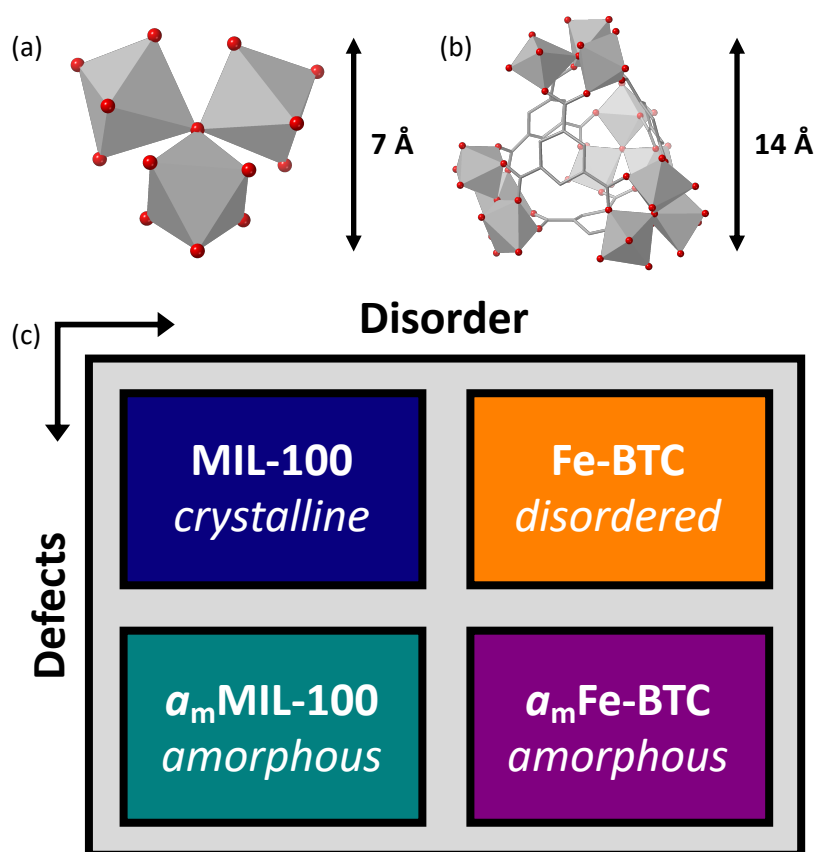 (a)
7 Å
(b)
14 Å
(c)
Disorder
Defects
MIL-100
crystalline
Fe-BTC
disordered
amMIL-100
amorphous
amFe-BTC
amorphous